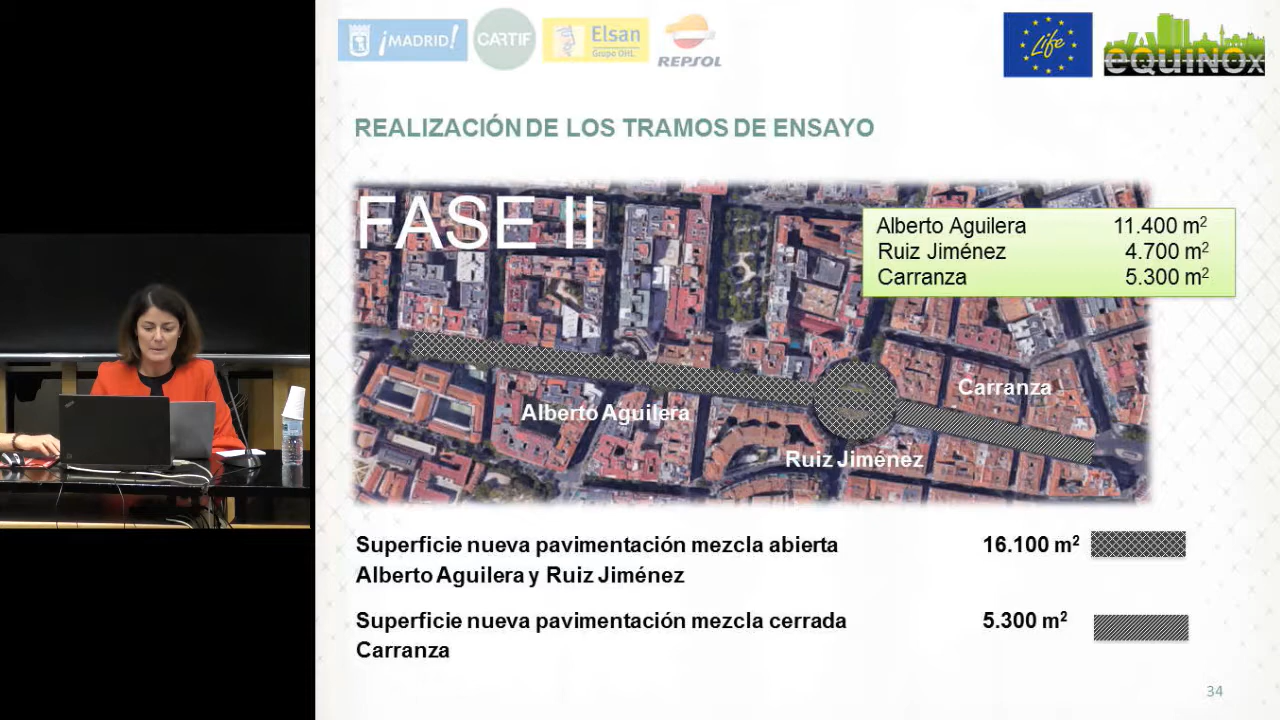 ¡MADRID!
CARTIF
Elsan
Grupo OHL
REPSOL
Life
eQUINOx
REALIZACIÓN DE LOS TRAMOS DE ENSAYO
FASE II
Alberto Aguilera 11.400 m²
Ruiz Jiménez 4.700 m²
Carranza 5.300 m²
Carranza
Alberto Aguilera
Ruiz Jiménez
Superficie nueva pavimentación mezcla abierta 16.100 m²
Alberto Aguilera y Ruiz Jiménez
Superficie nueva pavimentación mezcla cerrada 5.300 m²
Carranza
34